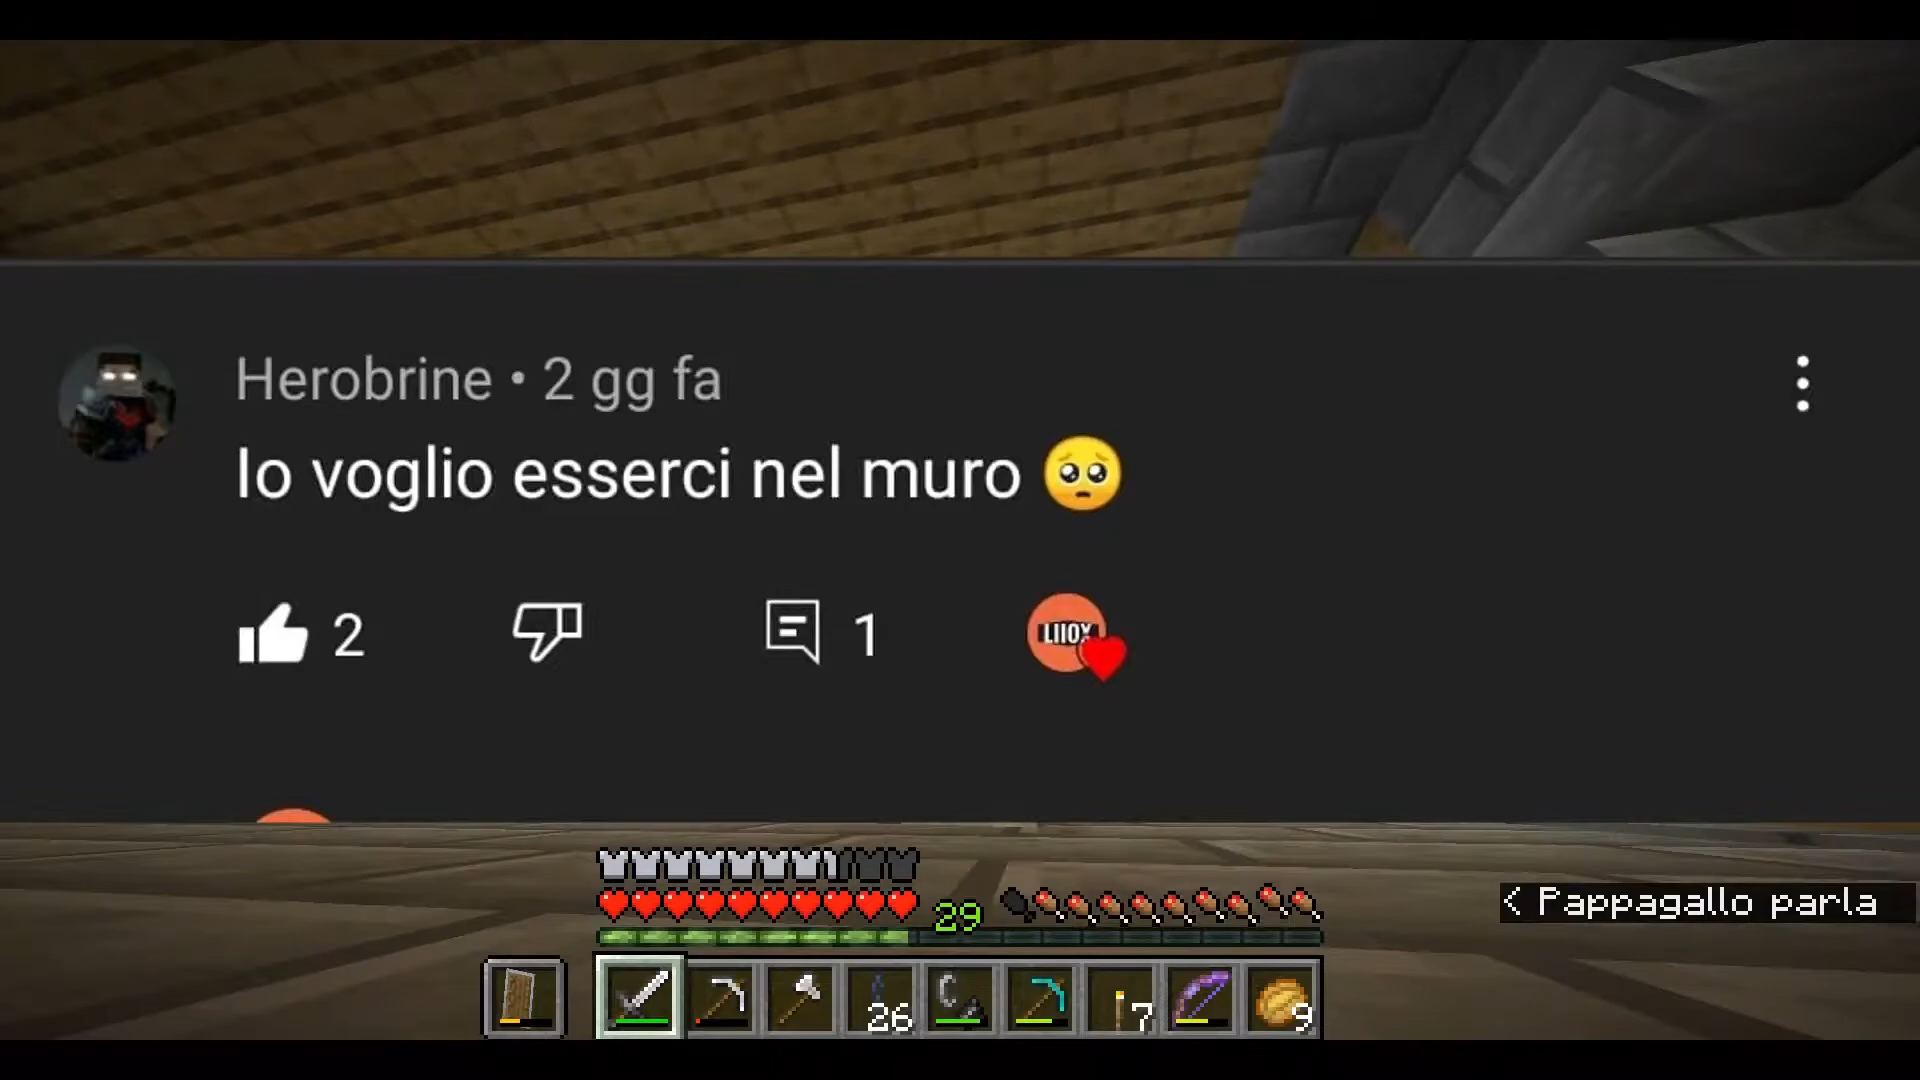 Herobrine • 2 gg fa
Io voglio esserci nel muro 🥺
2 1 LIIOX
29
< Pappagallo parla
26 7 9